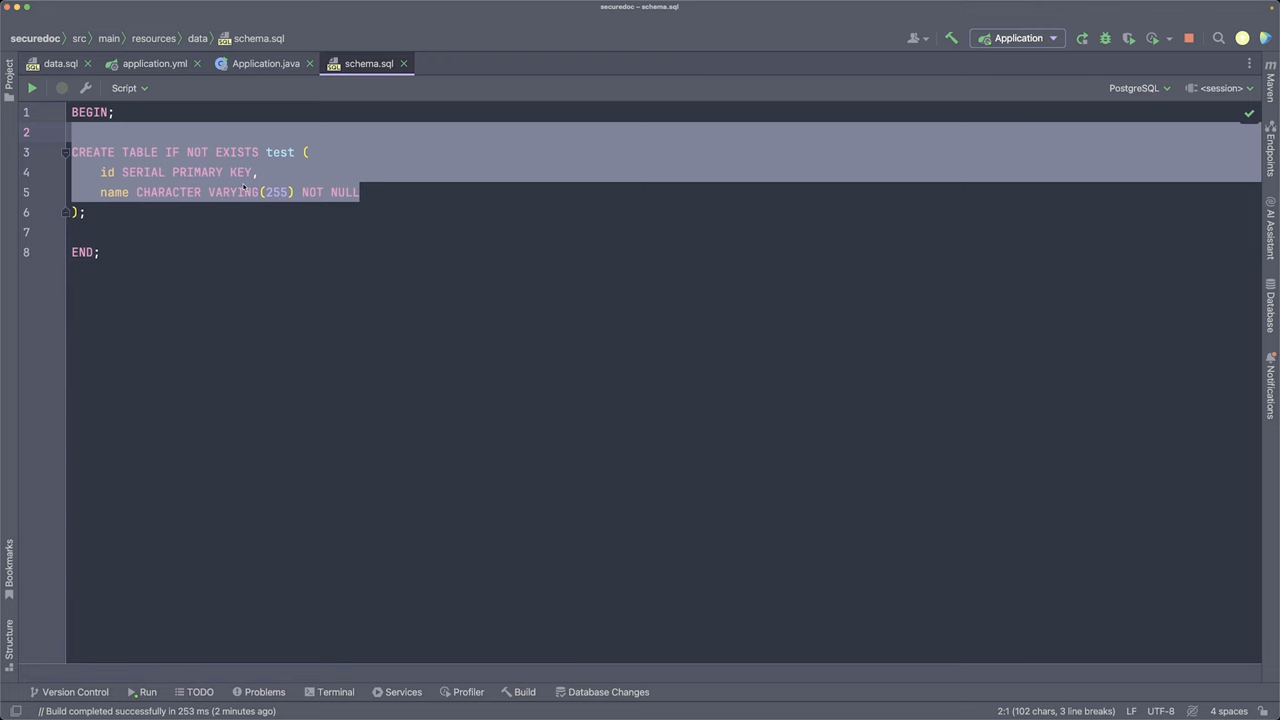 securedoc – schema.sql
securedoc src main resources data schema.sql Application
data.sql application.yml Application.java schema.sql
Script PostgreSQL <session>
1 BEGIN;
2
3 CREATE TABLE IF NOT EXISTS test (
4 id SERIAL PRIMARY KEY,
5 name CHARACTER VARYING(255) NOT NULL
6 );
7
8 END;
Project
Bookmarks
Structure
m
Maven
Endpoints
AI Assistant
Database
Notifications
Version Control Run TODO Problems Terminal Services Profiler Build Database Changes
// Build completed successfully in 253 ms (2 minutes ago) 2:1 (102 chars, 3 line breaks) LF UTF-8 4 spaces